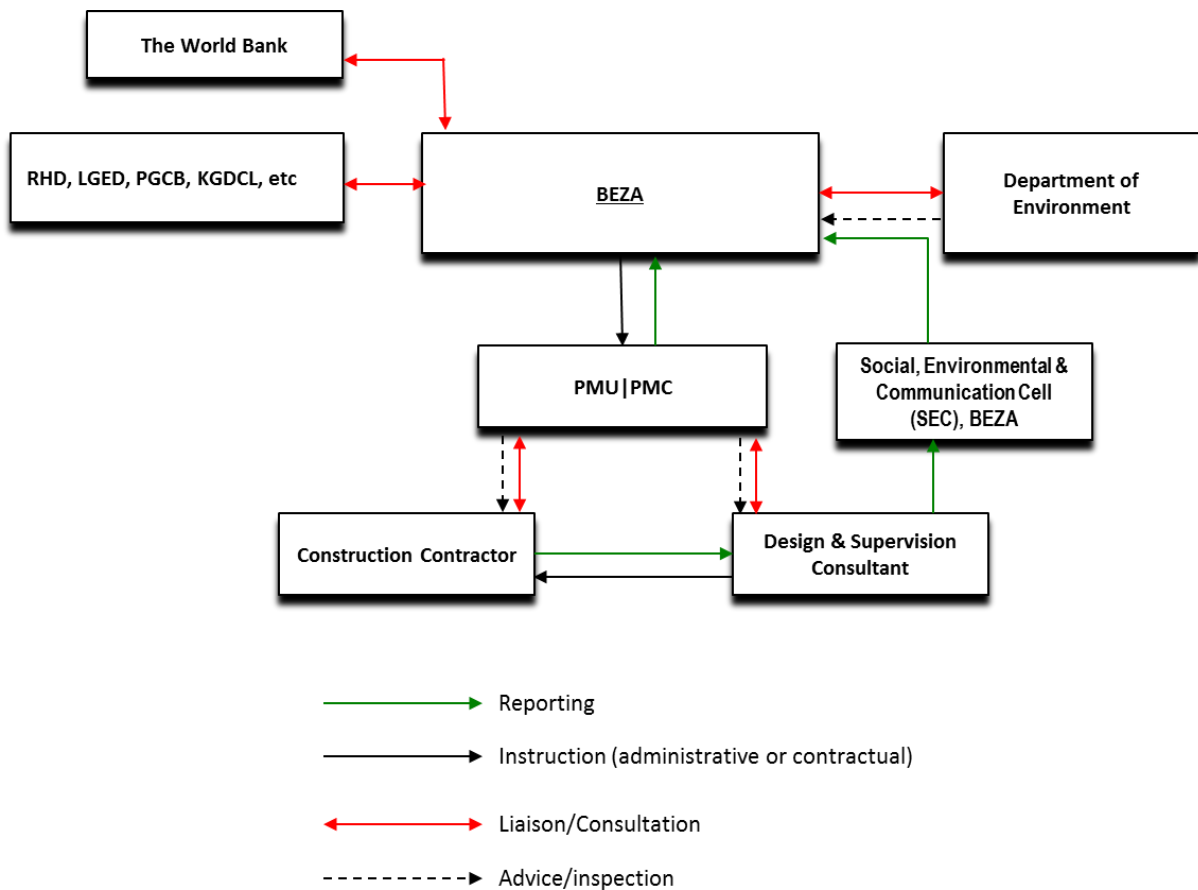 The World Bank
RHD, LGED, PGCB, KGDCL, etc
BEZA
Department of
Environment
PMU|PMC
Social, Environmental &
Communication Cell
(SEC), BEZA
Construction Contractor
Design & Supervision
Consultant
Reporting
Instruction (administrative or contractual)
Liaison/Consultation
Advice/inspection